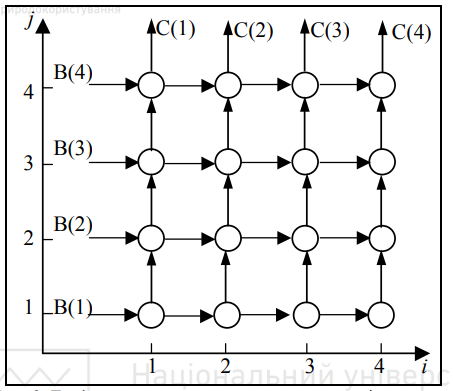 j
C(1) C(2) C(3) C(4)
B(4)
4
B(3)
3
B(2)
2
B(1)
1
1 2 3 4 i
Національний універс